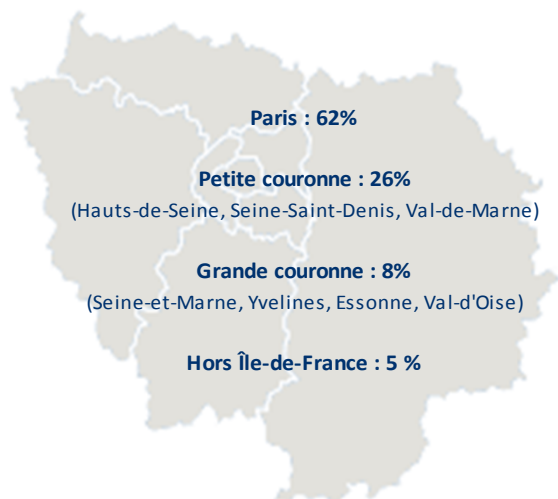 Paris : 62%
Petite couronne : 26%
(Hauts-de-Seine, Seine-Saint-Denis, Val-de-Marne)
Grande couronne : 8%
(Seine-et-Marne, Yvelines, Essonne, Val-d'Oise)
Hors Île-de-France : 5 %